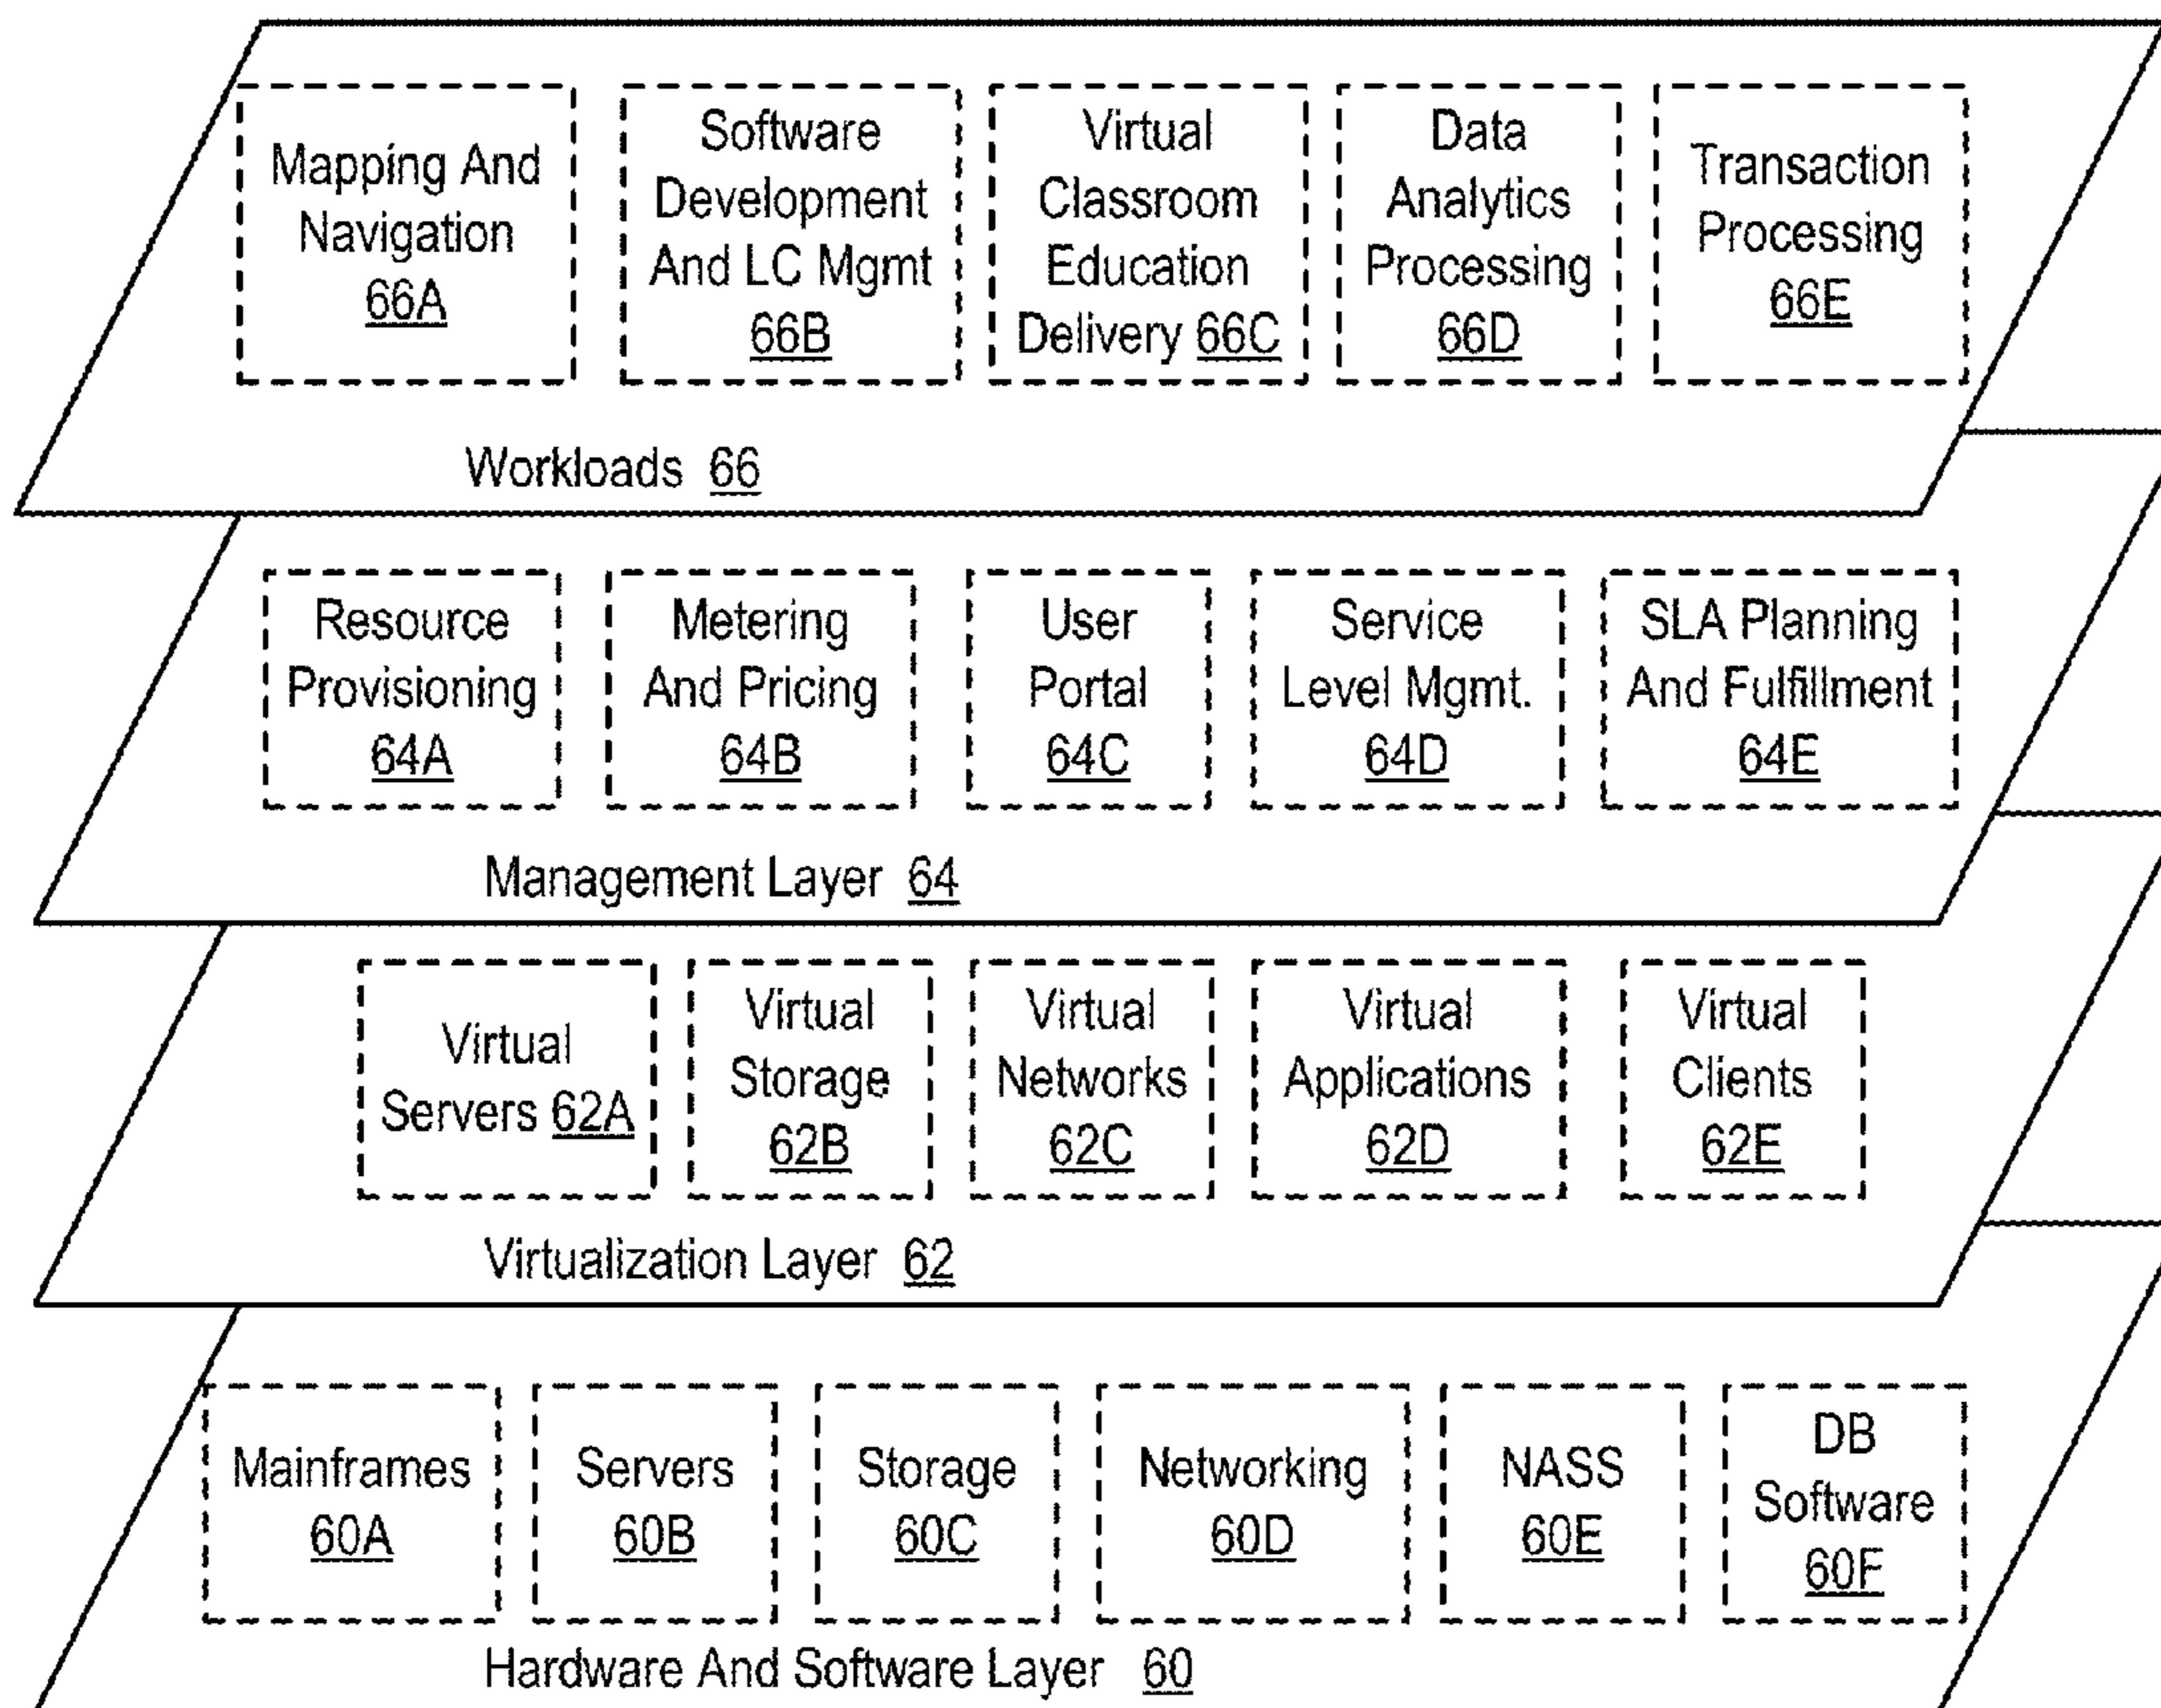 Mapping And
Navigation
66A
Software
Development
And LC Mgmt
66B
Virtual
Classroom
Education
Delivery 66C
Data
Analytics
Processing
66D
Transaction
Processing
66E
Workloads 66
Resource
Provisioning
64A
Metering
And Pricing
64B
User
Portal
64C
Service
Level Mgmt.
64D
SLA Planning
And Fulfillment
64E
Management Layer 64
Virtual
Servers 62A
Virtual
Storage
62B
Virtual
Networks
62C
Virtual
Applications
62D
Virtual
Clients
62E
Virtualization Layer 62
Mainframes
60A
Servers
60B
Storage
60C
Networking
60D
NASS
60E
DB
Software
60F
Hardware And Software Layer 60